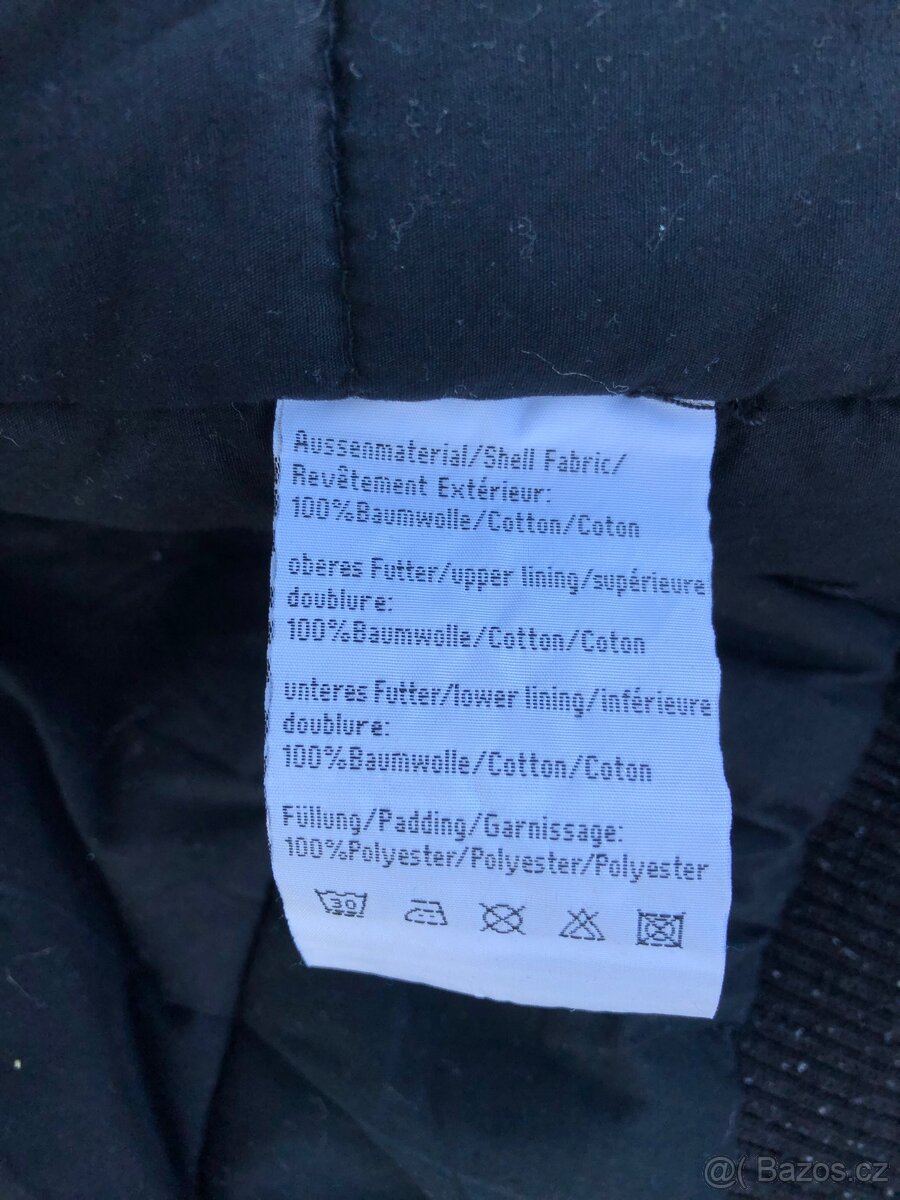 Aussenmaterial/Shell Fabric/
Revêtement Extérieur:
100%Baumwolle/Cotton/Coton
oberes Futter/upper lining/supérieure
doublure:
100%Baumwolle/Cotton/Coton
unteres Futter/lower lining/inférieure
doublure:
100%Baumwolle/Cotton/Coton
Füllung/Padding/Garnissage:
100%Polyester/Polyester/Polyester
30
@( Bazos.cz